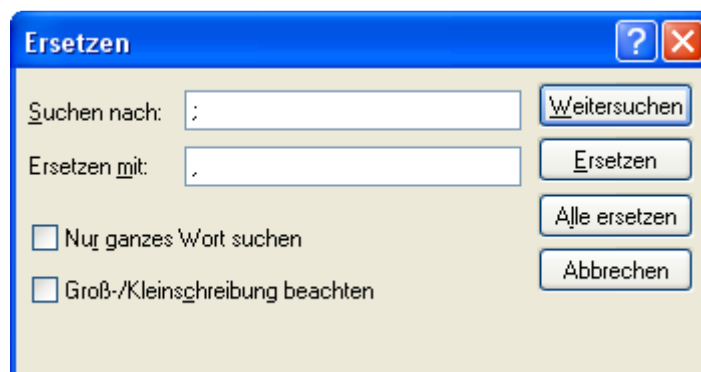 Ersetzen
Suchen nach: ;
Weitersuchen
Ersetzen mit: ,
Ersetzen
Alle ersetzen
Nur ganzes Wort suchen
Abbrechen
Groß-/Kleinschreibung beachten